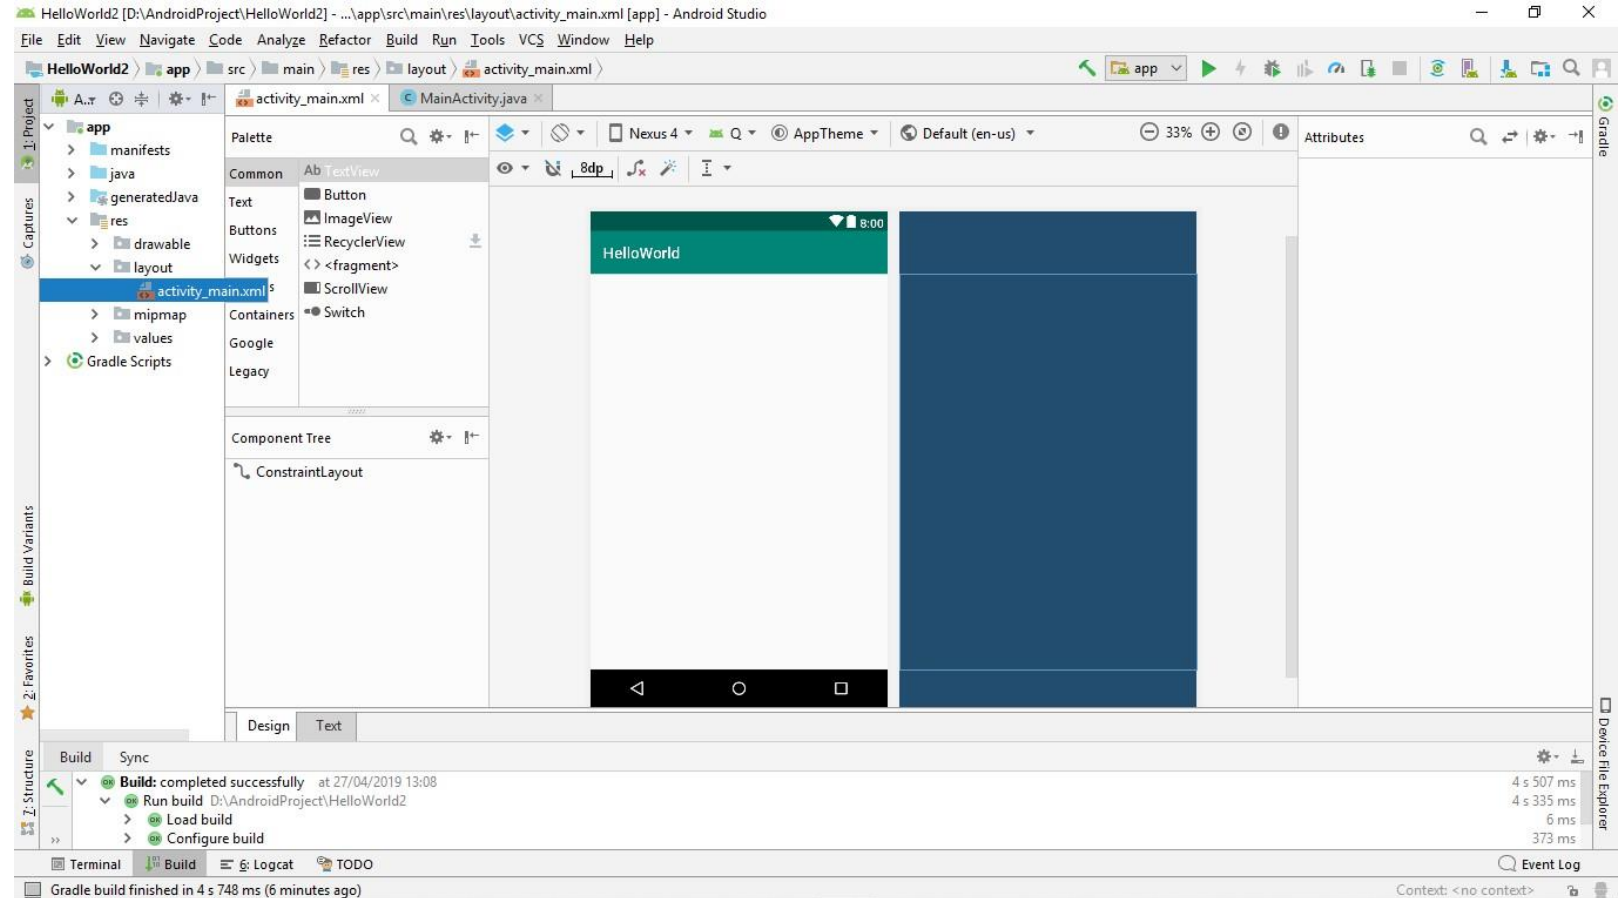 HelloWorld2 [D:\AndroidProject\HelloWorld2] - ...\app\src\main\res\layout\activity_main.xml [app] - Android Studio
File Edit View Navigate Code Analyze Refactor Build Run Tools VCS Window Help
HelloWorld2 app src main res layout activity_main.xml
app
1: Project
Captures
Build Variants
2: Favorites
Z: Structure
A..
app
manifests
java
generatedJava
res
drawable
layout
activity_main.xml
mipmap
values
Gradle Scripts
activity_main.xml
MainActivity.java
Palette
Common
Text
Buttons
Widgets
Containers
Google
Legacy
Ab TextView
Button
ImageView
RecyclerView
<fragment>
ScrollView
Switch
Component Tree
ConstraintLayout
Nexus 4 Q AppTheme Default (en-us) 33%
8dp
8:00
HelloWorld
Attributes
Gradle
Device File Explorer
Design Text
Build Sync
Build: completed successfully at 27/04/2019 13:08 4 s 507 ms
Run build D:\AndroidProject\HelloWorld2 4 s 335 ms
Load build 6 ms
Configure build 373 ms
Terminal Build 6: Logcat TODO Event Log
Gradle build finished in 4 s 748 ms (6 minutes ago) Context: <no context>